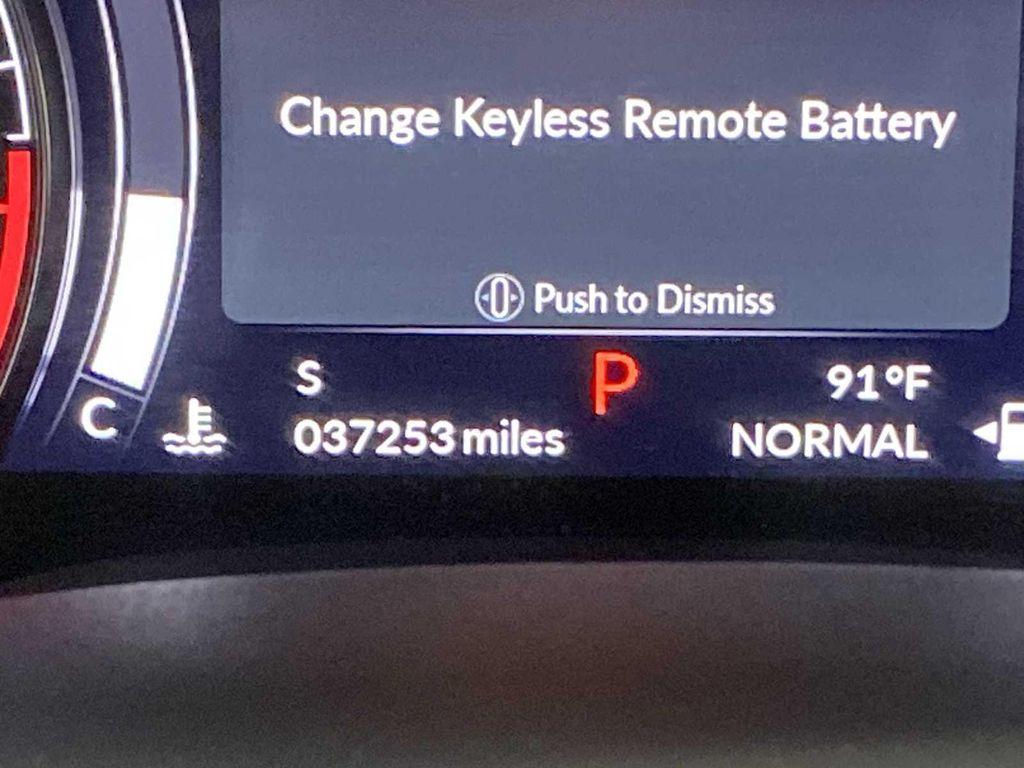 Change Keyless Remote Battery
Push to Dismiss
S
P
91°F
C
037253 miles
NORMAL